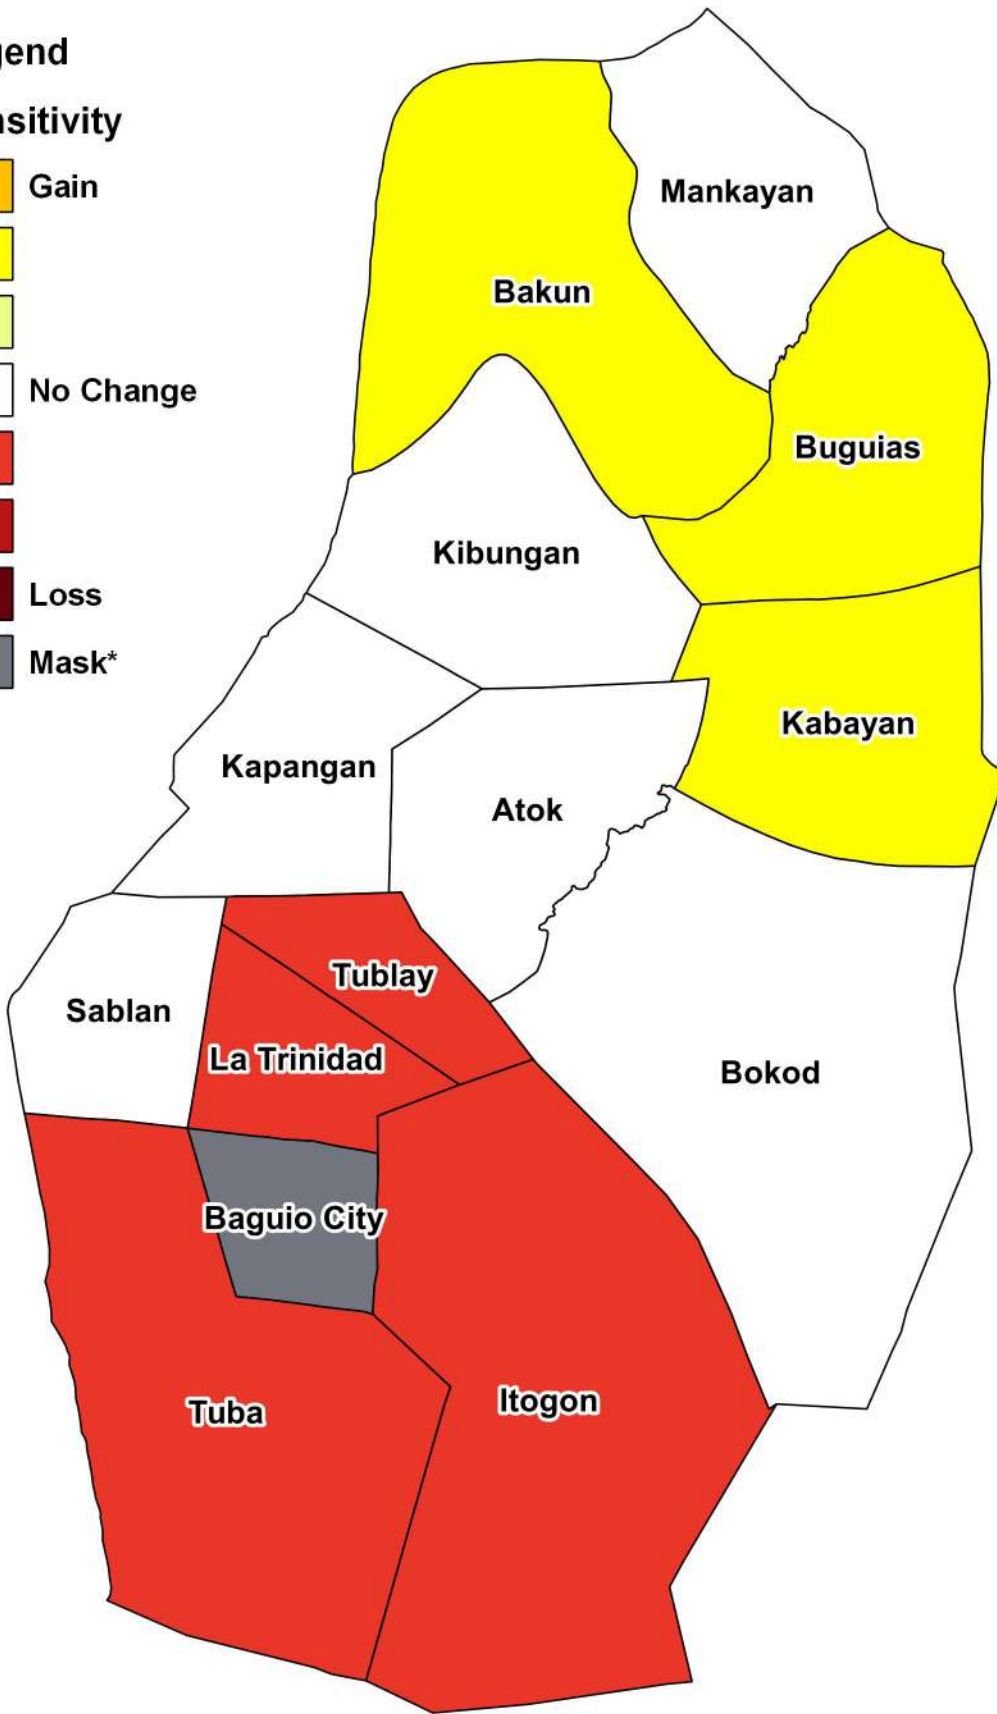 gend
nsitivity
Gain
No Change
Loss
Mask*
Mankayan
Bakun
Buguias
Kibungan
Kabayan
Kapangan
Atok
Tublay
Sablan
La Trinidad
Bokod
Baguio City
Itogon
Tuba